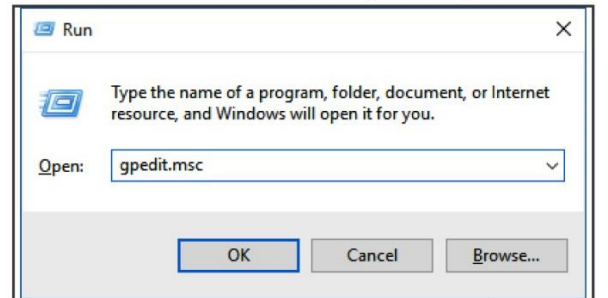 Run
Type the name of a program, folder, document, or Internet
resource, and Windows will open it for you.
Open: gpedit.msc
OK Cancel Browse...